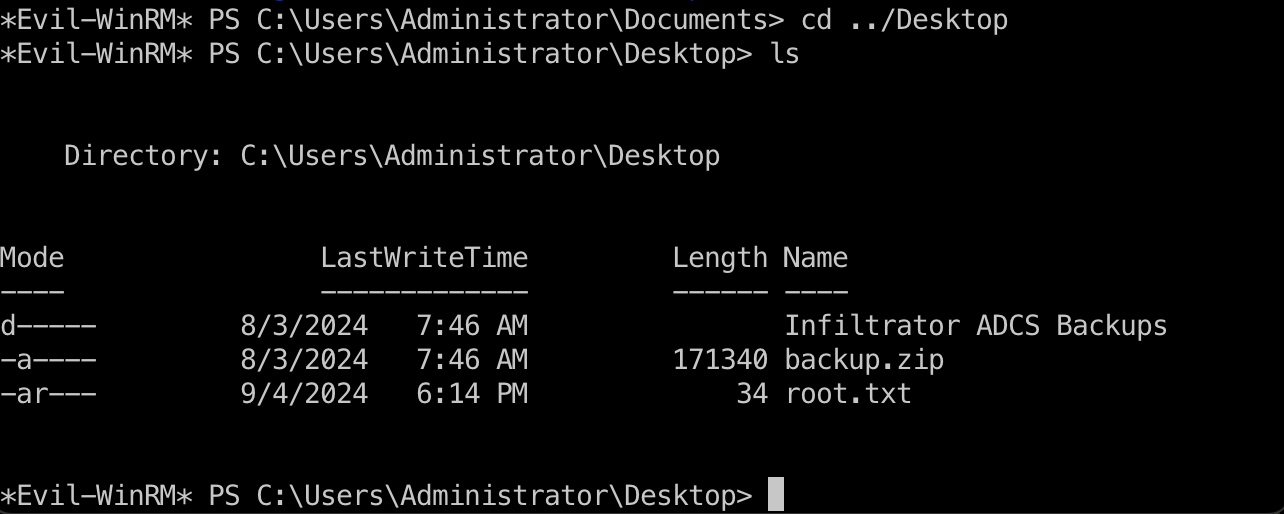 *Evil-WinRM* PS C:\Users\Administrator\Documents> cd ../Desktop
*Evil-WinRM* PS C:\Users\Administrator\Desktop> ls
Directory: C:\Users\Administrator\Desktop
Mode                LastWriteTime         Length Name
----                -------------         ------ ----
d-----         8/3/2024   7:46 AM                Infiltrator ADCS Backups
-a----         8/3/2024   7:46 AM         171340 backup.zip
-ar---         9/4/2024   6:14 PM             34 root.txt
*Evil-WinRM* PS C:\Users\Administrator\Desktop>